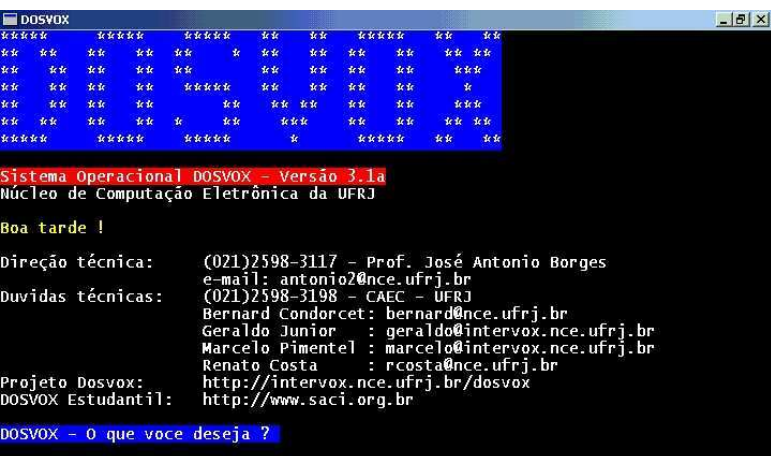 DOSVOX
DOSVOX
Sistema Operacional DOSVOX - Versão 3.1a
Núcleo de Computação Eletrônica da UFRJ
Boa tarde !
Direção técnica: (021)2598-3117 - Prof. José Antonio Borges
e-mail: antonio2@nce.ufrj.br
Duvidas técnicas: (021)2598-3198 - CAEC - UFRJ
Bernard Condorcet: bernard@nce.ufrj.br
Geraldo Junior : geraldo@intervox.nce.ufrj.br
Marcelo Pimentel : marcelo@intervox.nce.ufrj.br
Renato Costa : rcosta@nce.ufrj.br
Projeto Dosvox: http://intervox.nce.ufrj.br/dosvox
DOSVOX Estudantil: http://www.saci.org.br
DOSVOX - O que voce deseja ?